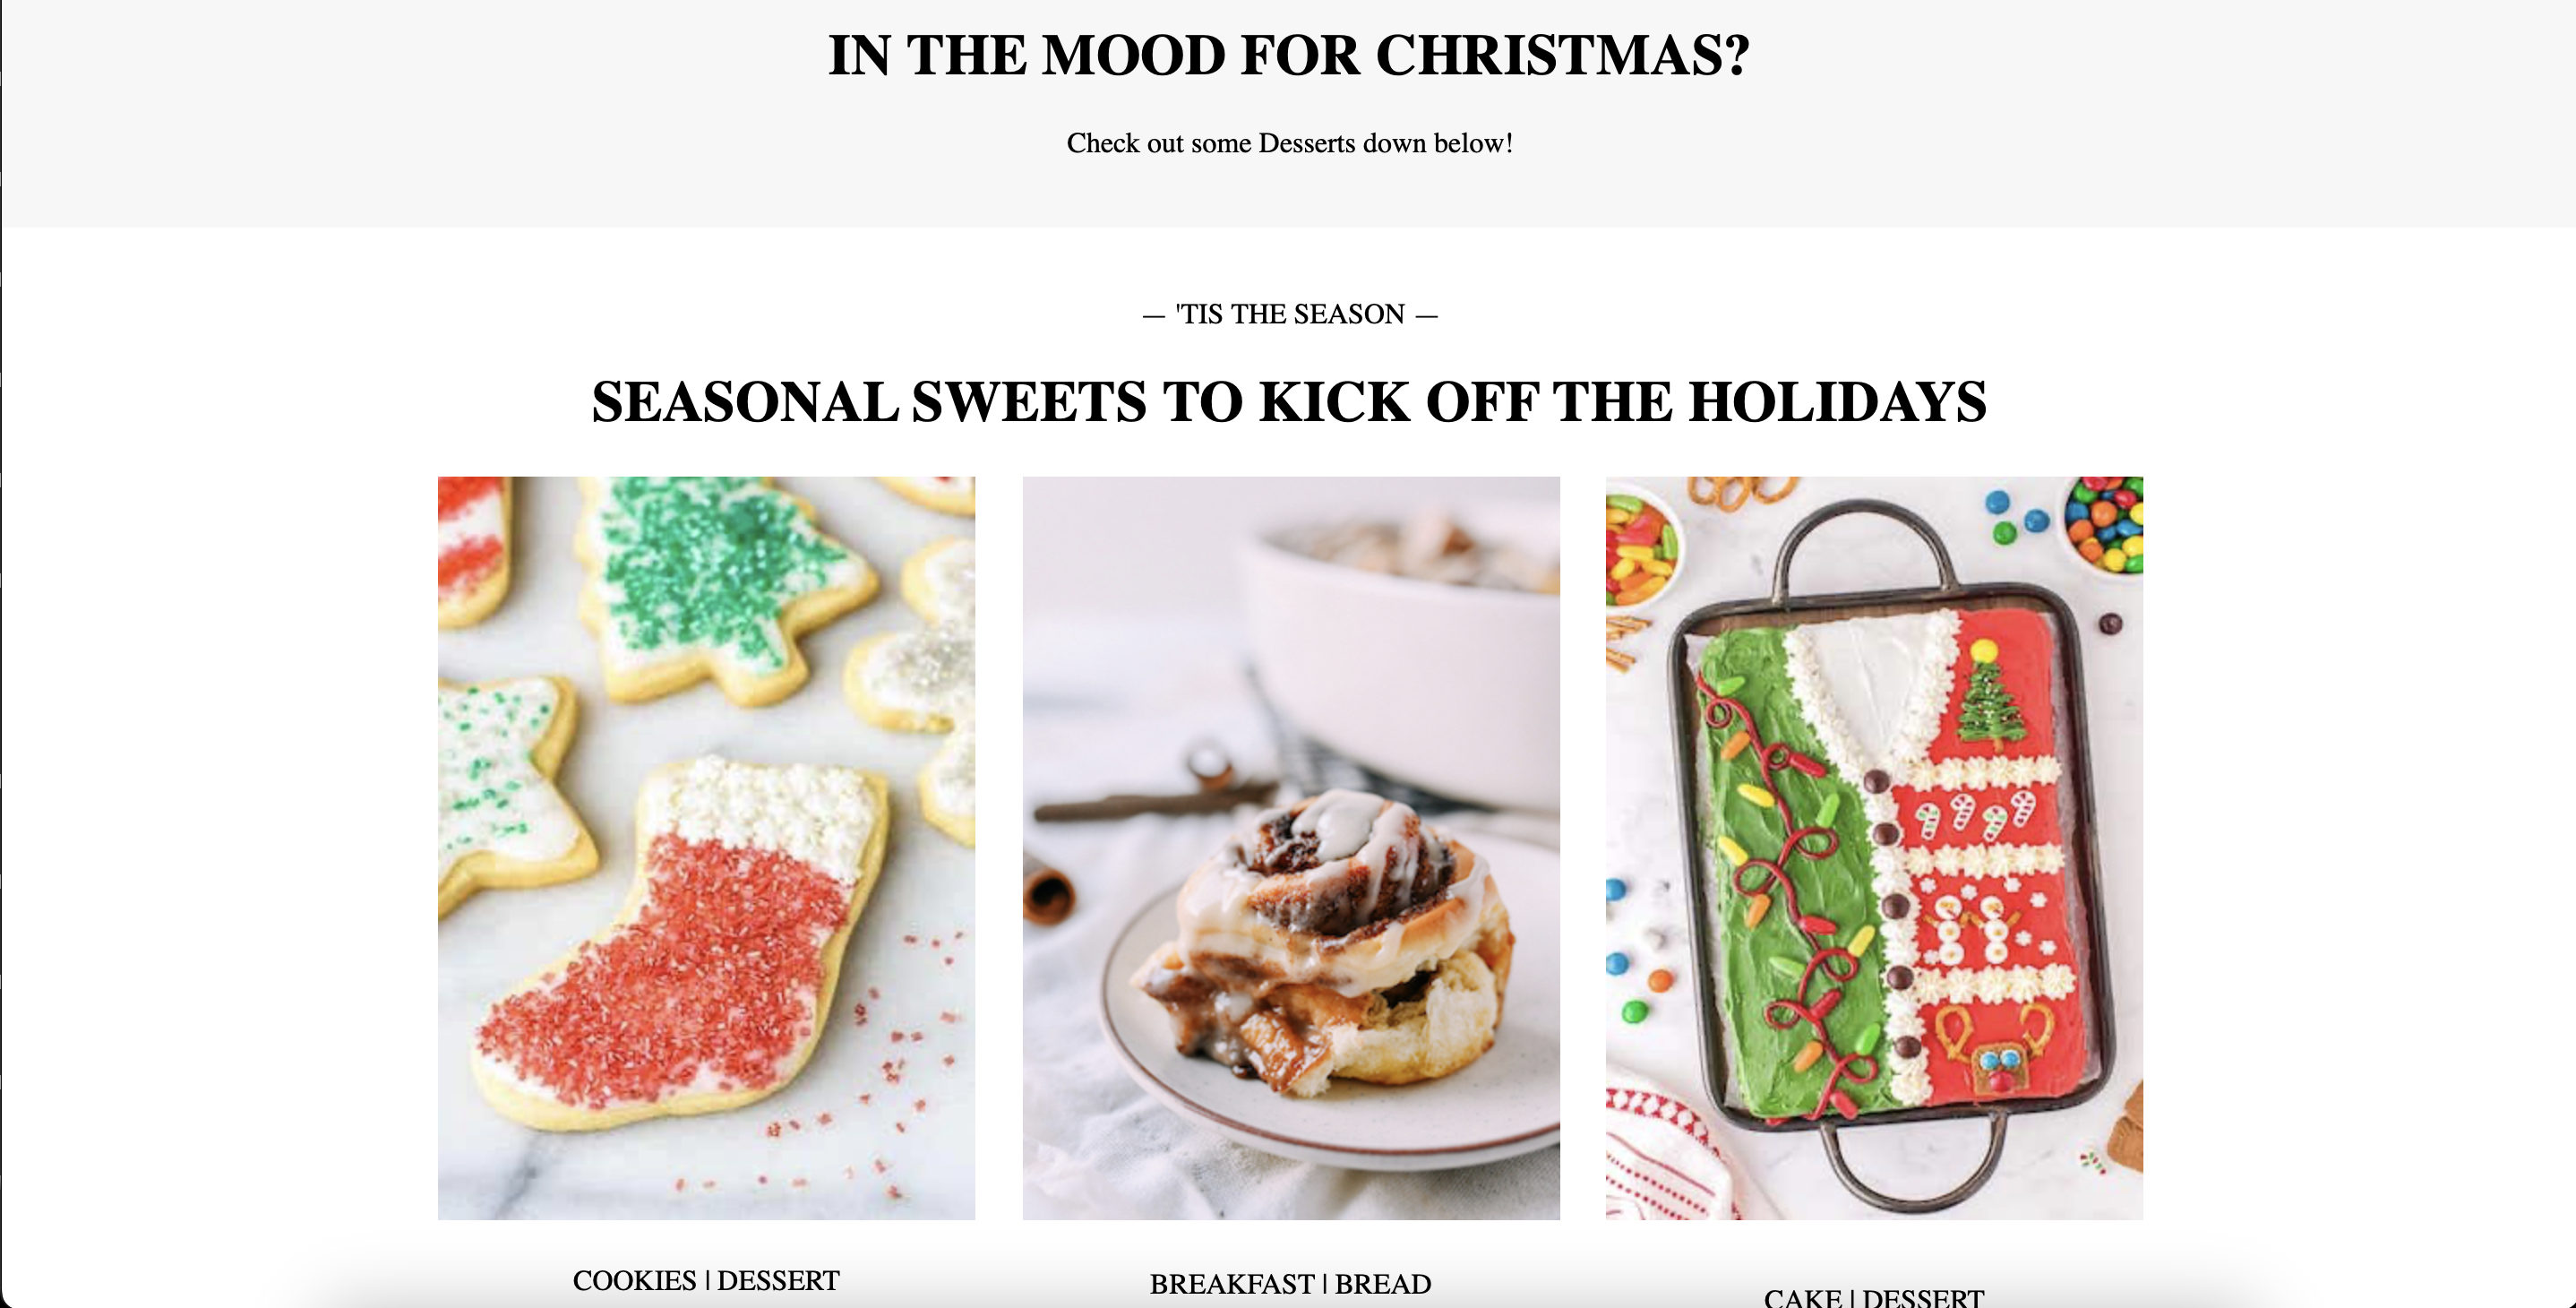 IN THE MOOD FOR CHRISTMAS?
Check out some Desserts down below!
— 'TIS THE SEASON —
SEASONAL SWEETS TO KICK OFF THE HOLIDAYS
COOKIES | DESSERT
BREAKFAST | BREAD
CAKE | DESSERT